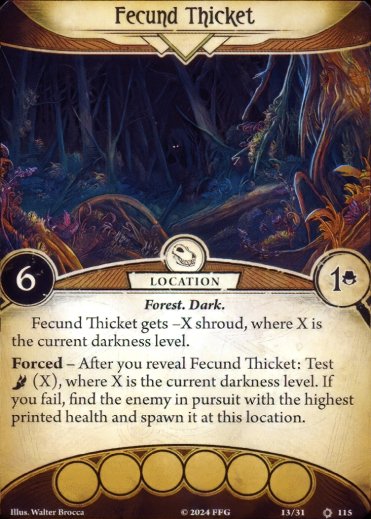 Fecund Thicket
6
LOCATION
1
Forest. Dark.
Fecund Thicket gets –X shroud, where X is
the current darkness level.
Forced – After you reveal Fecund Thicket: Test
(X), where X is the current darkness level. If
you fail, find the enemy in pursuit with the highest
printed health and spawn it at this location.
Illus. Walter Brocca © 2024 FFG 13/31 115